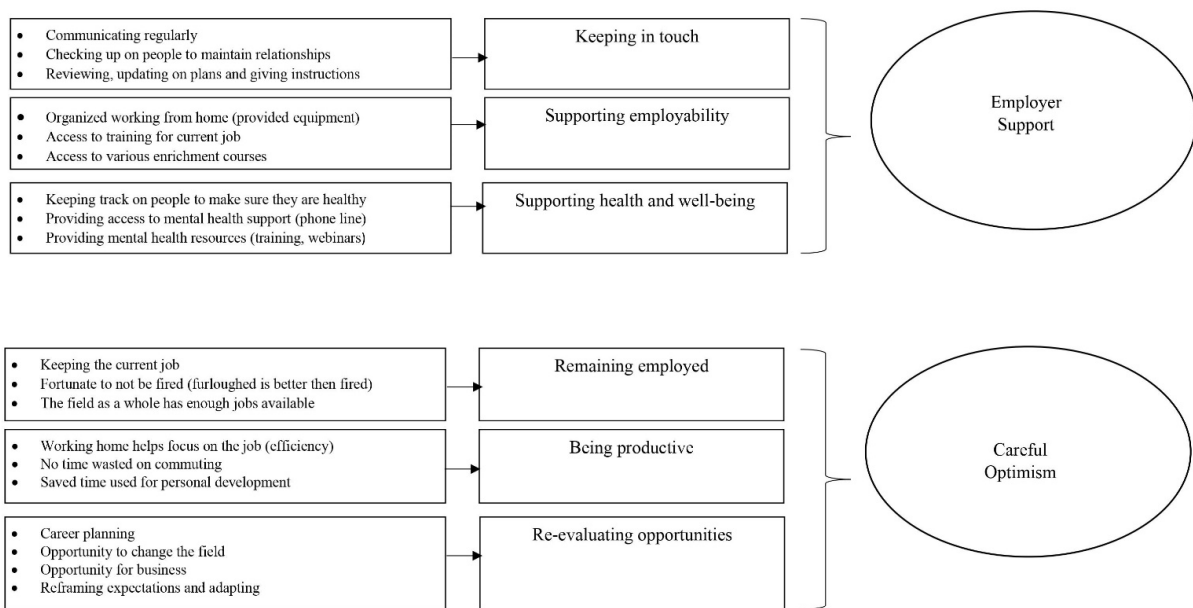 • Communicating regularly
• Checking up on people to maintain relationships
• Reviewing, updating on plans and giving instructions
Keeping in touch
• Organized working from home (provided equipment)
• Access to training for current job
• Access to various enrichment courses
Supporting employability
• Keeping track on people to make sure they are healthy
• Providing access to mental health support (phone line)
• Providing mental health resources (training, webinars)
Supporting health and well-being
Employer
Support
• Keeping the current job
• Fortunate to not be fired (furloughed is better then fired)
• The field as a whole has enough jobs available
Remaining employed
• Working home helps focus on the job (efficiency)
• No time wasted on commuting
• Saved time used for personal development
Being productive
• Career planning
• Opportunity to change the field
• Opportunity for business
• Reframing expectations and adapting
Re-evaluating opportunities
Careful
Optimism